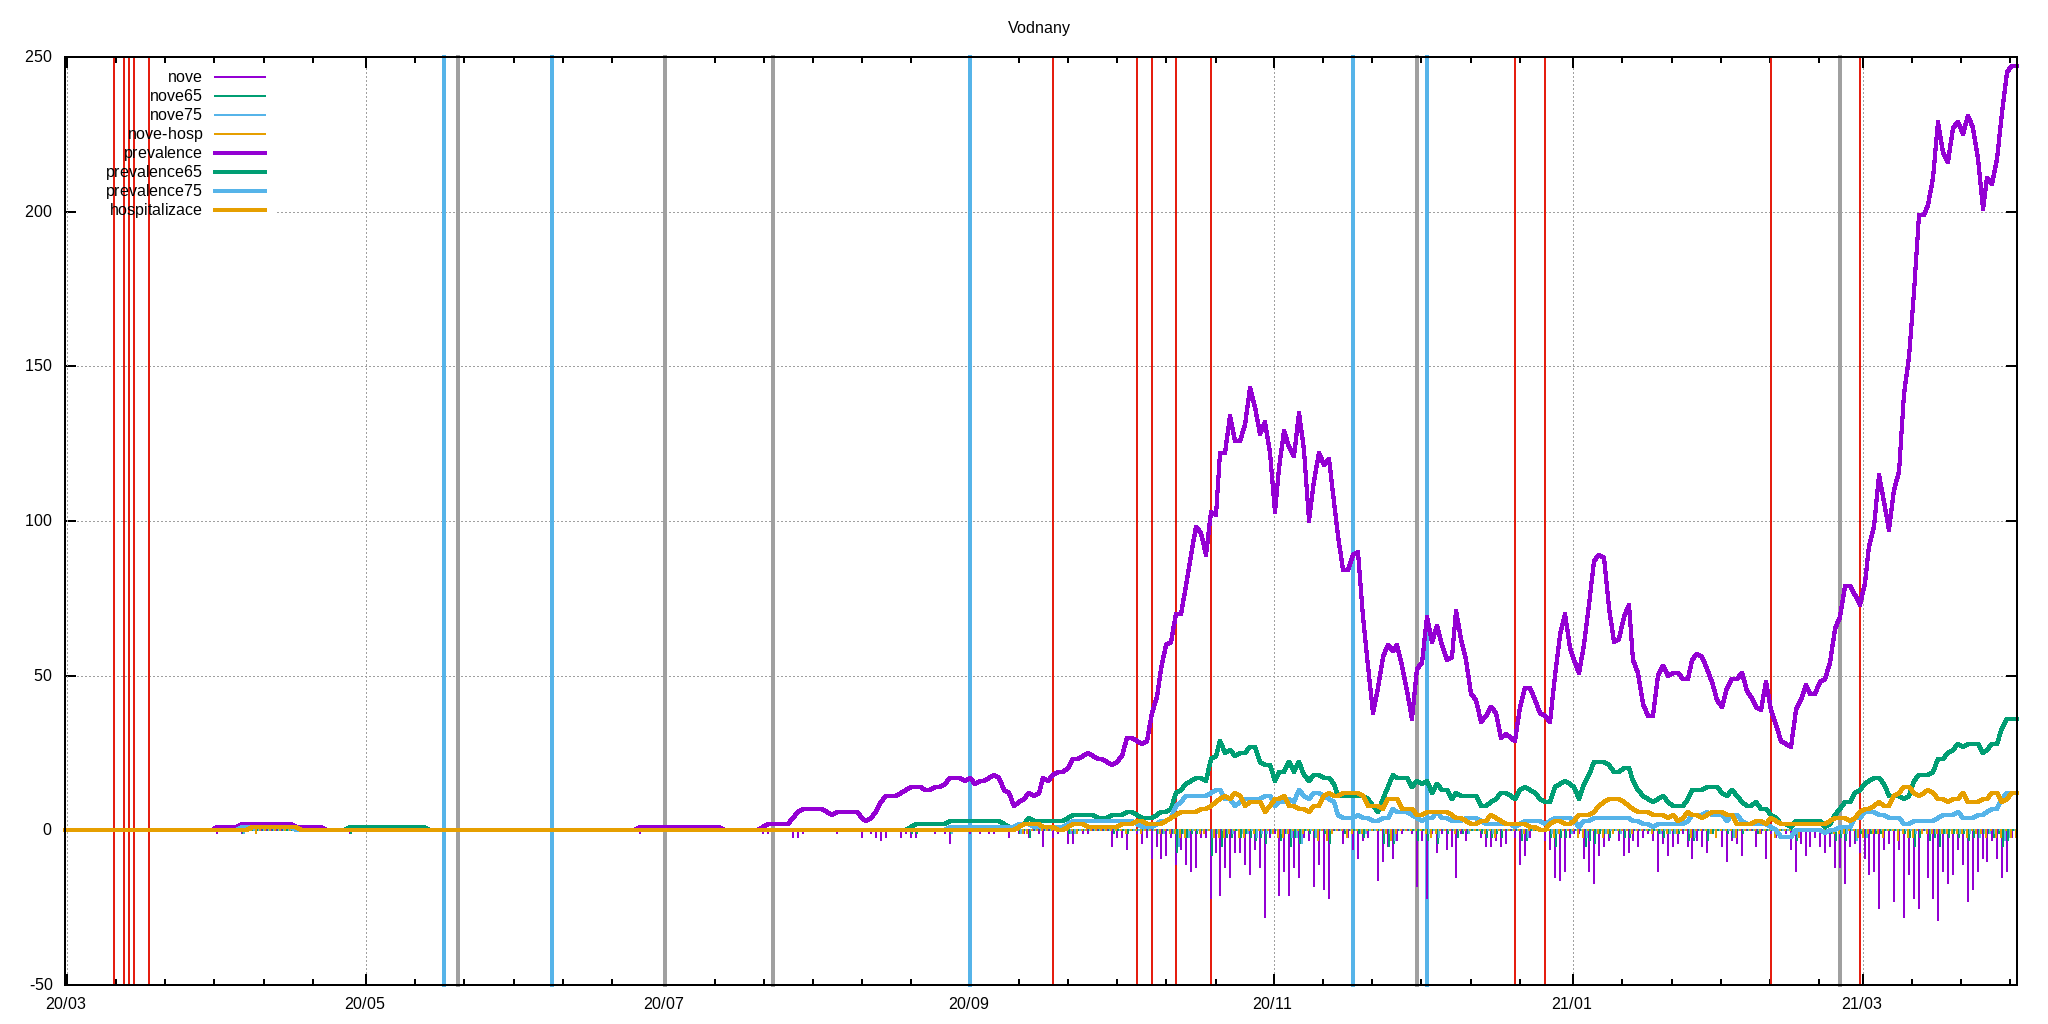 Vodnany
250
200
150
100
50
0
-50
nove
nove65
nove75
nove-hosp
prevalence
prevalence65
prevalence75
hospitalizace
20/03 20/05 20/07 20/09 20/11 21/01 21/03